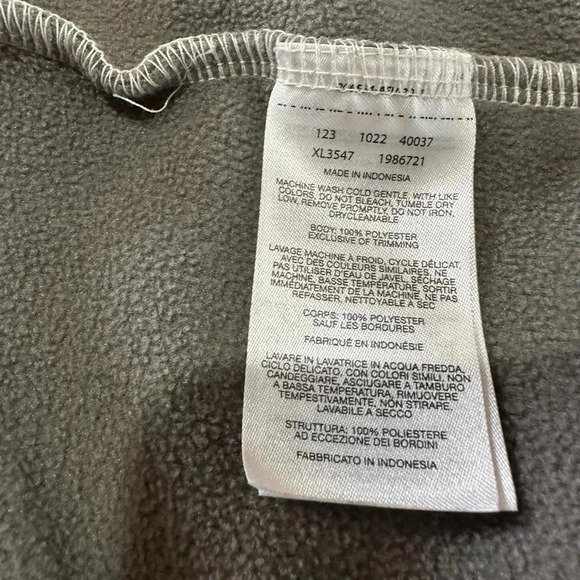 123 1022 40037
XL3547 1986721
MADE IN INDONESIA
MACHINE WASH COLD GENTLE, WITH LIKE
COLORS, DO NOT BLEACH, TUMBLE DRY
LOW, REMOVE PROMPTLY, DO NOT IRON,
DRYCLEANABLE
BODY: 100% POLYESTER
EXCLUSIVE OF TRIMMING
LAVAGE MACHINE A FROID, CYCLE DÉLICAT,
AVEC DES COULEURS SIMILAIRES, NE
PAS UTILISER D'EAU DE JAVEL, SÉCHAGE
MACHINE, BASSE TEMPÉRATURE, SORTIR
IMMÉDIATEMENT DE LA MACHINE, NE PAS
REPASSER, NETTOYABLE A SEC
CORPS: 100% POLYESTER
SAUF LES BORDURES
FABRIQUÉ EN INDONÉSIE
LAVARE IN LAVATRICE IN ACQUA FREDDA,
CICLO DELICATO, CON COLORI SIMILI, NON
CANDEGGIARE, ASCIUGARE A TAMBURO
A BASSA TEMPERATURA, RIMUOVERE
TEMPESTIVAMENTE, NON STIRARE,
LAVABILE A SECCO
STRUTTURA: 100% POLIESTERE
AD ECCEZIONE DEI BORDINI
FABBRICATO IN INDONESIA